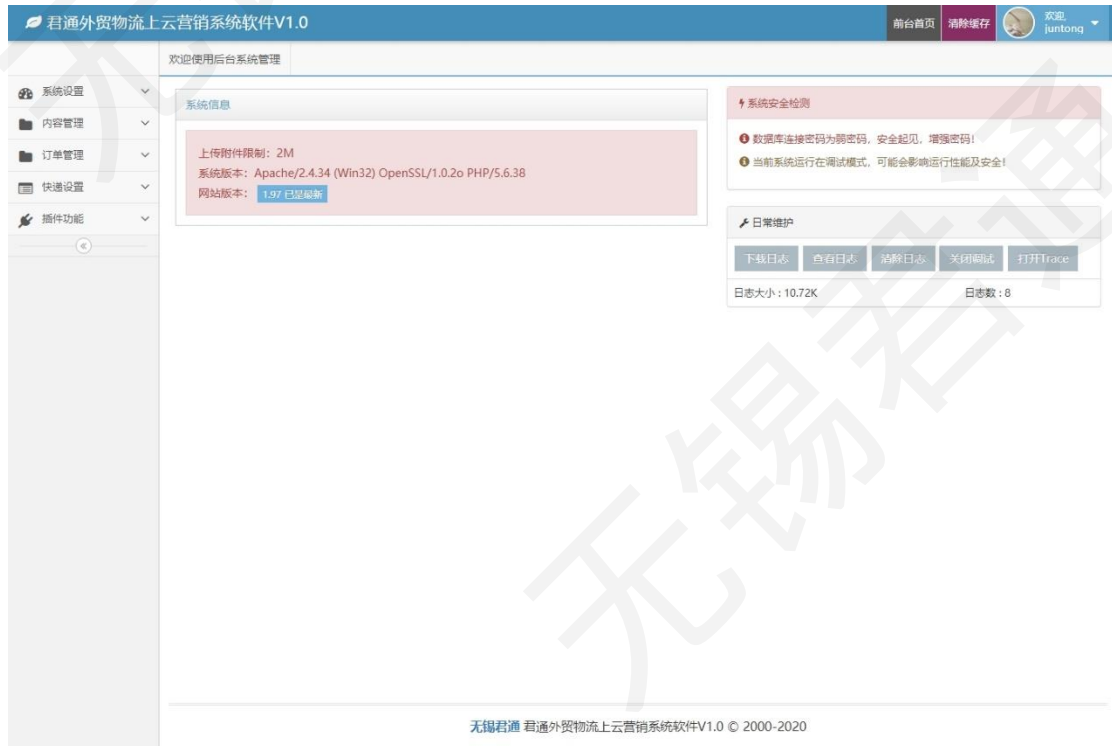 君通外贸物流上云营销系统软件V1.0
前台首页
清除缓存
欢迎,
juntong
欢迎使用后台系统管理
系统设置
内容管理
订单管理
快递设置
插件功能
系统信息
上传附件限制：2M
系统版本：Apache/2.4.34 (Win32) OpenSSL/1.0.2o PHP/5.6.38
网站版本： 1.97 已是最新
系统安全检测
数据库连接密码为弱密码，安全起见，增强密码!
当前系统运行在调试模式，可能会影响运行性能及安全!
日常维护
下载日志 查看日志 清除日志 关闭调试 打开Trace
日志大小 : 10.72K 日志数 : 8
无锡君通
无锡君通 君通外贸物流上云营销系统软件V1.0 © 2000-2020